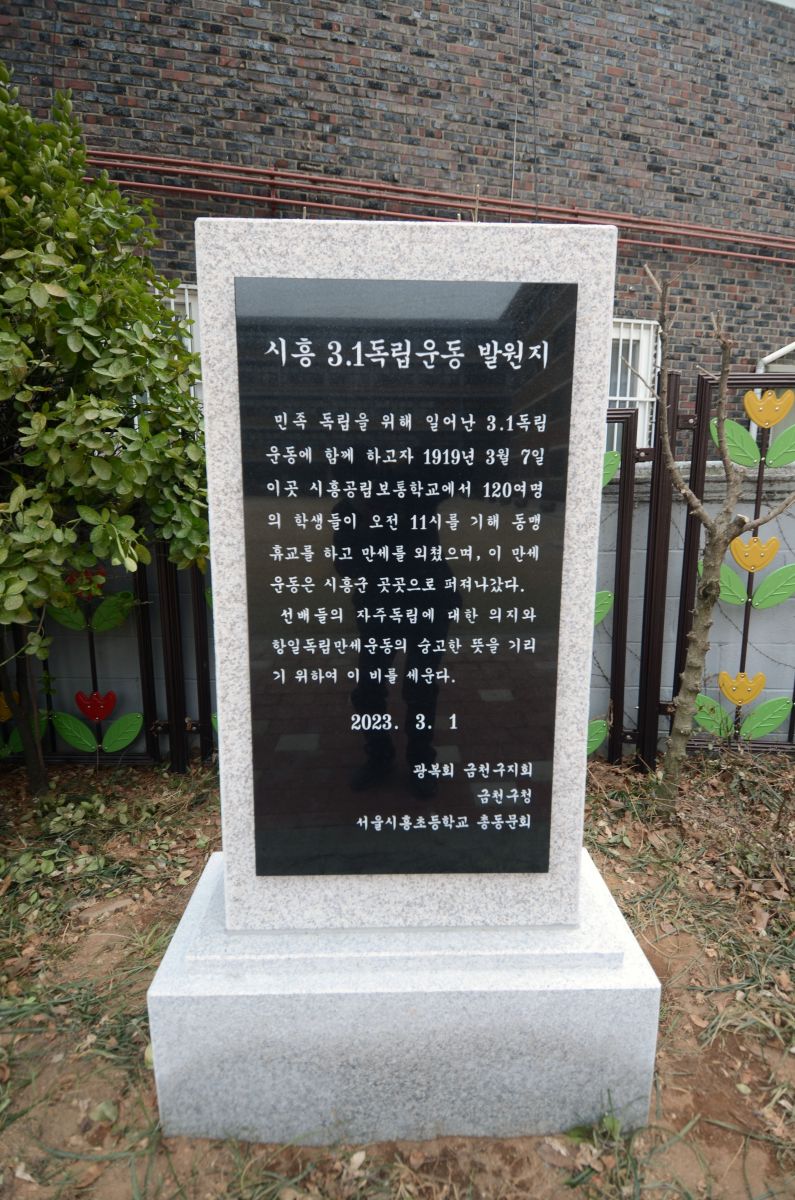 시흥 3.1독립운동 발원지
민족 독립을 위해 일어난 3.1독립
운동에 함께 하고자 1919년 3월 7일
이곳 시흥공립보통학교에서 120여명
의 학생들이 오전 11시를 기해 동맹
휴교를 하고 만세를 외쳤으며, 이 만세
운동은 시흥군 곳곳으로 퍼져나갔다.
선배들의 자주독립에 대한 의지와
항일독립만세운동의 숭고한 뜻을 기리
기 위하여 이 비를 세운다.
2023. 3. 1
광복회 금천구지회
금천구청
서울시흥초등학교 총동문회